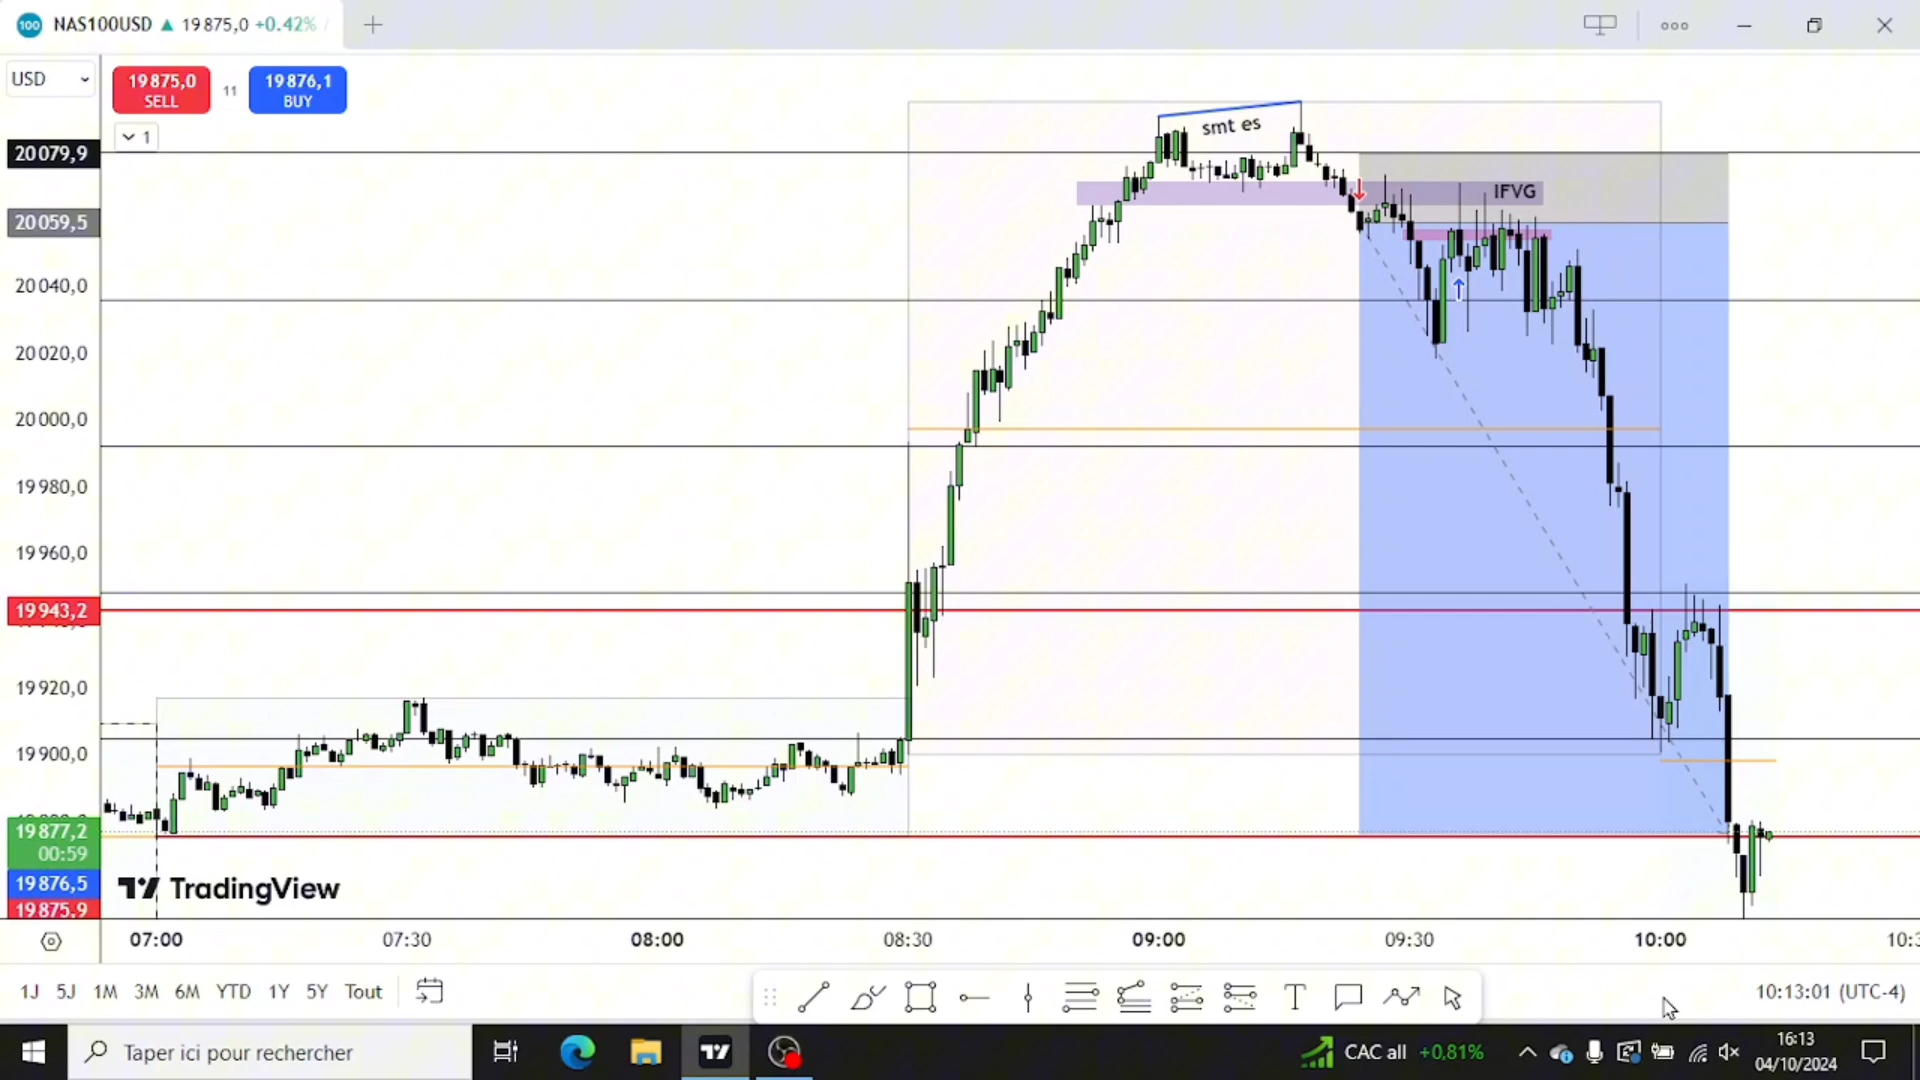 100 NAS100USD ▲ 19 875,0 +0.42% /
USD
19 875,0
SELL
11
19 876,1
BUY
1
smt es
IFVG
20 079,9
20 059,5
20 040,0
20 020,0
20 000,0
19 980,0
19 960,0
19 943,2
19 920,0
19 900,0
19 877,2
00:59
19 876,5
19 875,9
TradingView
07:00 07:30 08:00 08:30 09:00 09:30 10:00 10:3
1J 5J 1M 3M 6M YTD 1Y 5Y Tout
10:13:01 (UTC-4)
Taper ici pour rechercher
CAC all +0,81%
16:13
04/10/2024